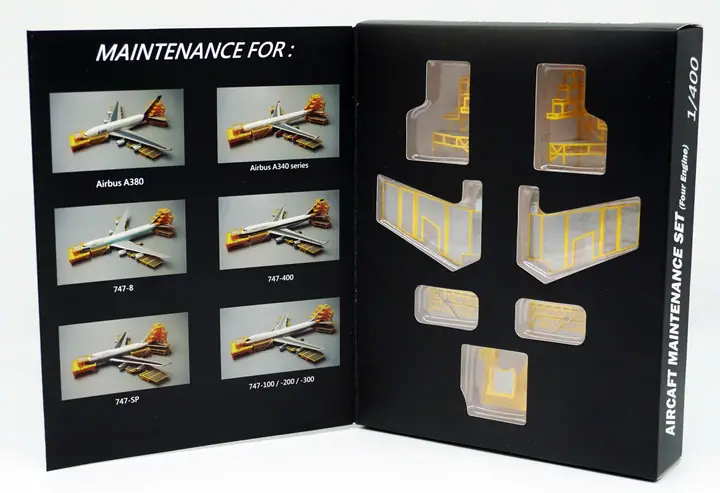 MAINTENANCE FOR :
Airbus A380
Airbus A340 series
747-8
747-400
747-SP
747-100 / -200 / -300
AIRCAFT MAINTENANCE SET (Four Engine) 1/400